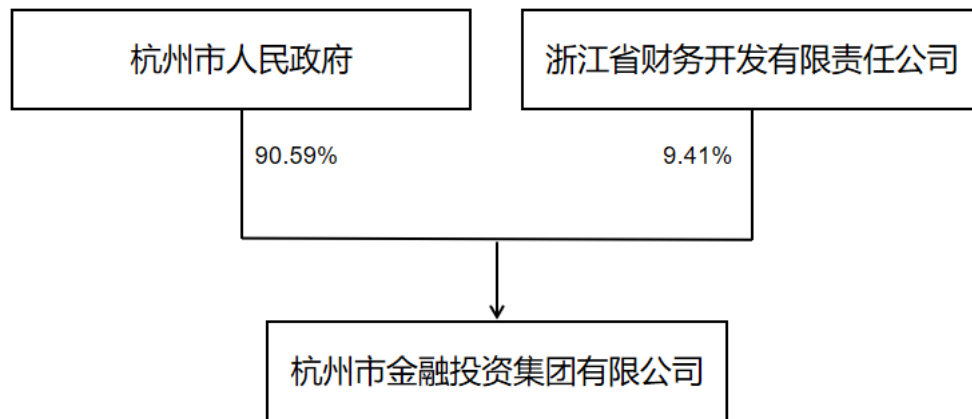 杭州市人民政府
浙江省财务开发有限责任公司
90.59%
9.41%
杭州市金融投资集团有限公司